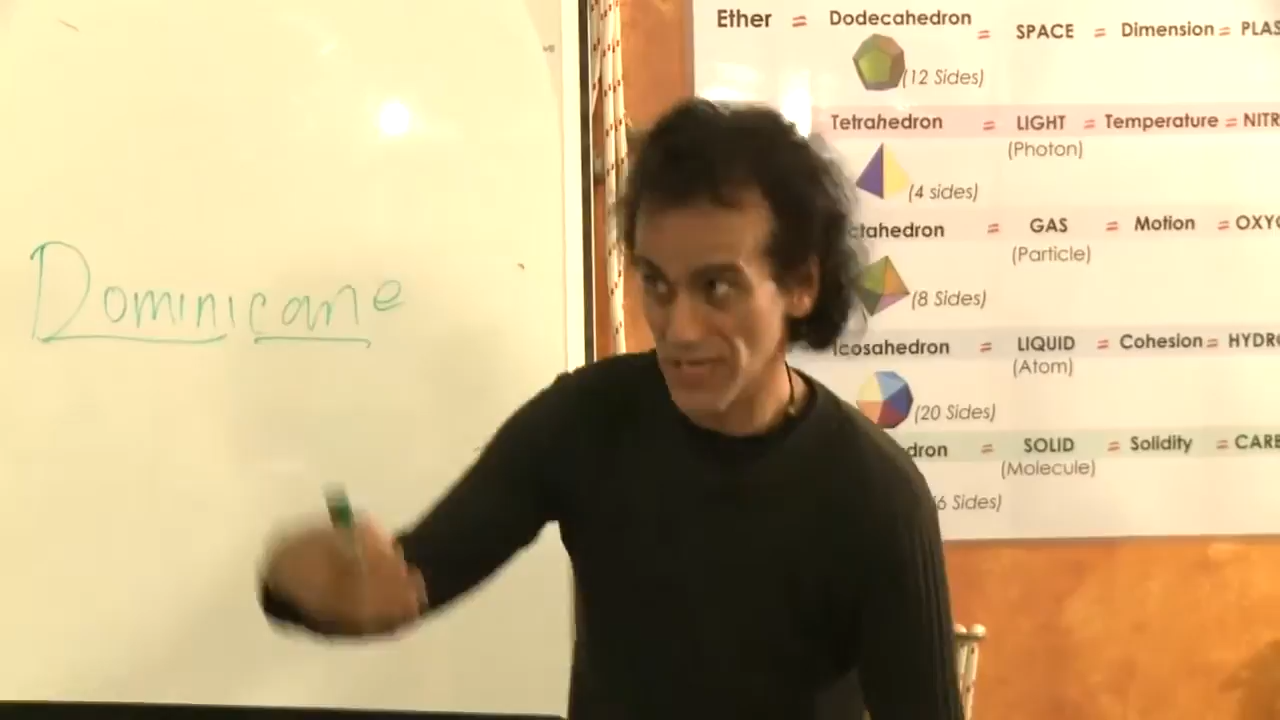 Dominicane
Ether = Dodecahedron = SPACE = Dimension = PLAS
(12 Sides)
Tetrahedron = LIGHT = Temperature = NITR
(Photon)
(4 sides)
ctahedron = GAS = Motion = OXYG
(Particle)
(8 Sides)
Icosahedron = LIQUID = Cohesion = HYDR
(Atom)
(20 Sides)
dron = SOLID = Solidity = CARB
(Molecule)
(6 Sides)